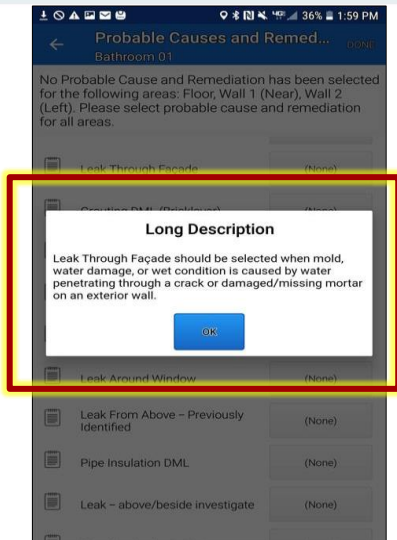 36% 1:59 PM
Probable Causes and Remed... DONE
Bathroom 01
No Probable Cause and Remediation has been selected
for the following areas: Floor, Wall 1 (Near), Wall 2
(Left). Please select probable cause and remediation
for all areas.
Leak Through Façade (None)
Grouting DML (Bricklayer) (None)
Long Description
Leak Through Façade should be selected when mold,
water damage, or wet condition is caused by water
penetrating through a crack or damaged/missing mortar
on an exterior wall.
OK
Leak Around Window (None)
Leak From Above – Previously
Identified (None)
Pipe Insulation DML (None)
Leak – above/beside investigate (None)